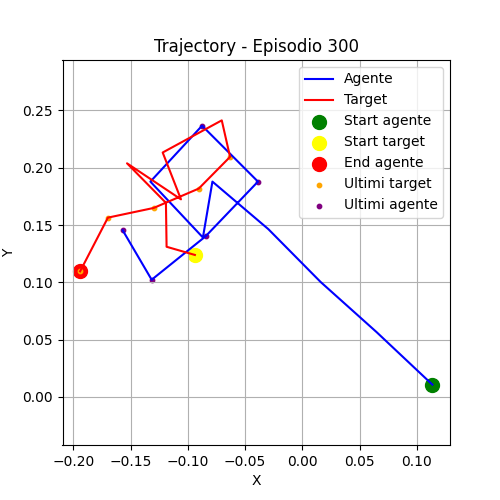 Trajectory - Episodio 300
Agente
Target
Start agente
Start target
End agente
Ultimi target
Ultimi agente
Y
0.25
0.20
0.15
0.10
0.05
0.00
−0.20 −0.15 −0.10 −0.05 0.00 0.05 0.10
X